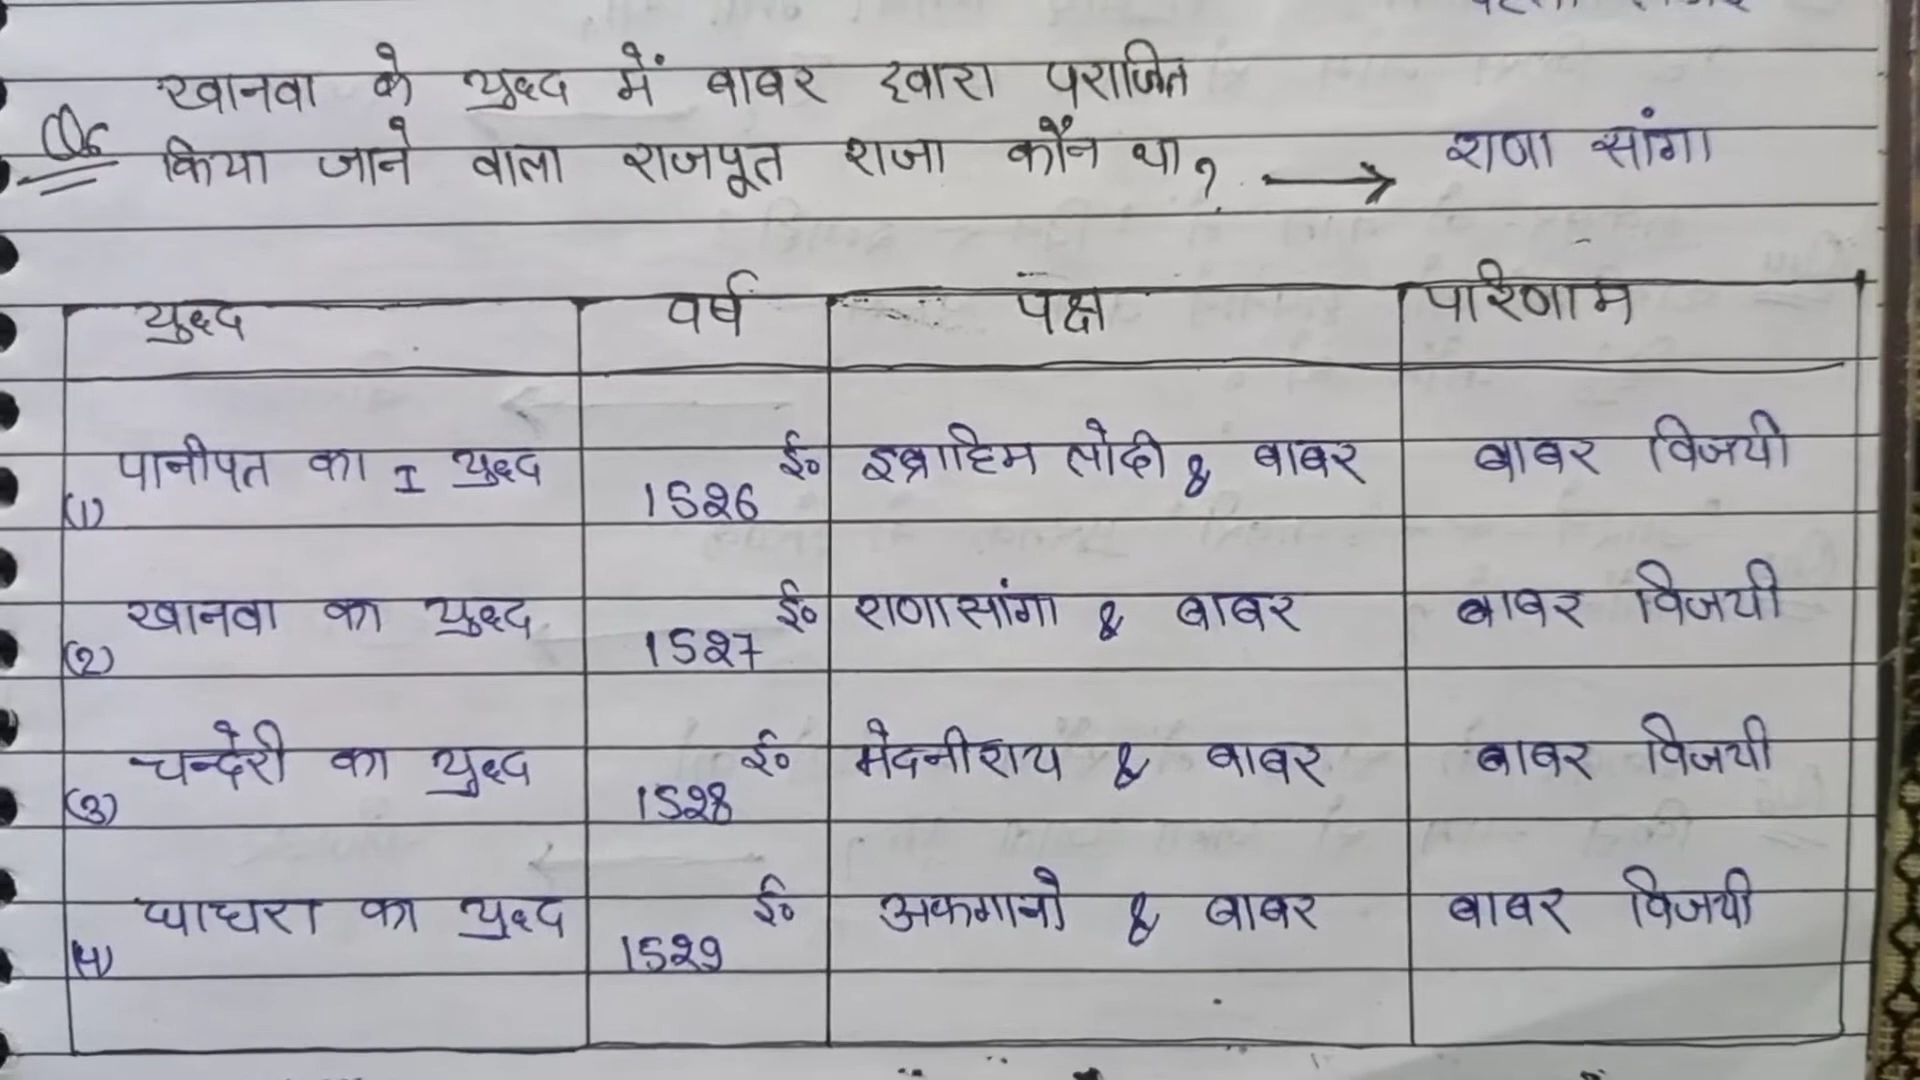 खानवा के युद्ध में बाबर द्वारा पराजित
Q. किया जाने वाला राजपूत राजा कौन था? → राणा सांगा
युद्ध वर्ष पक्ष परिणाम
(1) पानीपत का I युद्ध 1526 ई० इब्राहिम लोदी & बाबर बाबर विजयी
(2) खानवा का युद्ध 1527 ई० राणासांगा & बाबर बाबर विजयी
(3) चन्देरी का युद्ध 1528 ई० मेदनीराय & बाबर बाबर विजयी
(4) घाघरा का युद्ध 1529 ई० अफगानो & बाबर बाबर विजयी